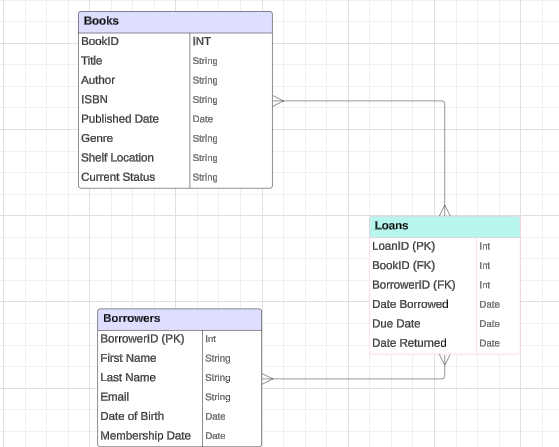 Books
BookID INT
Title String
Author String
ISBN String
Published Date Date
Genre String
Shelf Location String
Current Status String
Loans
LoanID (PK) Int
BookID (FK) Int
BorrowerID (FK) Int
Date Borrowed Date
Due Date Date
Date Returned Date
Borrowers
BorrowerID (PK) Int
First Name String
Last Name String
Email String
Date of Birth Date
Membership Date Date